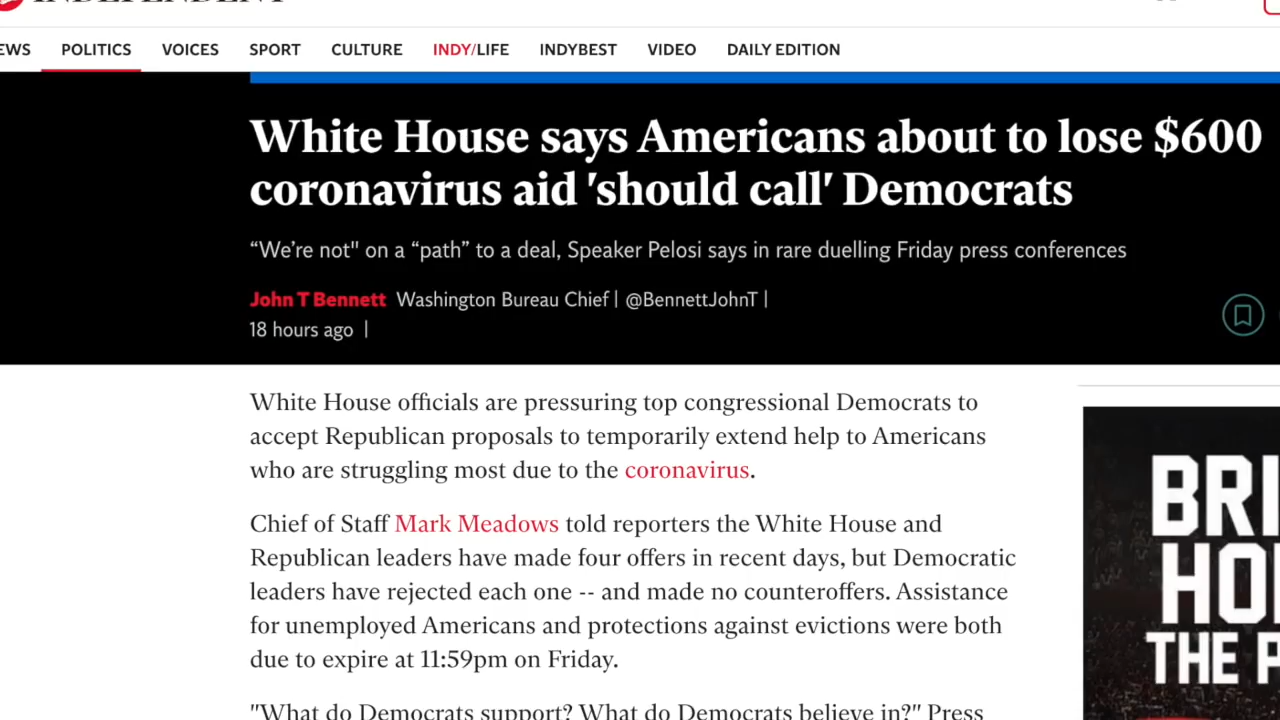 INDEPENDENT
EWS POLITICS VOICES SPORT CULTURE INDY/LIFE INDYBEST VIDEO DAILY EDITION
White House says Americans about to lose $600
coronavirus aid 'should call' Democrats
“We’re not" on a “path” to a deal, Speaker Pelosi says in rare duelling Friday press conferences
John T Bennett Washington Bureau Chief | @BennettJohnT |
18 hours ago |
White House officials are pressuring top congressional Democrats to
accept Republican proposals to temporarily extend help to Americans
who are struggling most due to the coronavirus.
Chief of Staff Mark Meadows told reporters the White House and
Republican leaders have made four offers in recent days, but Democratic
leaders have rejected each one -- and made no counteroffers. Assistance
for unemployed Americans and protections against evictions were both
due to expire at 11:59pm on Friday.
"What do Democrats support? What do Democrats believe in?" Press
BRI
HO
THE P